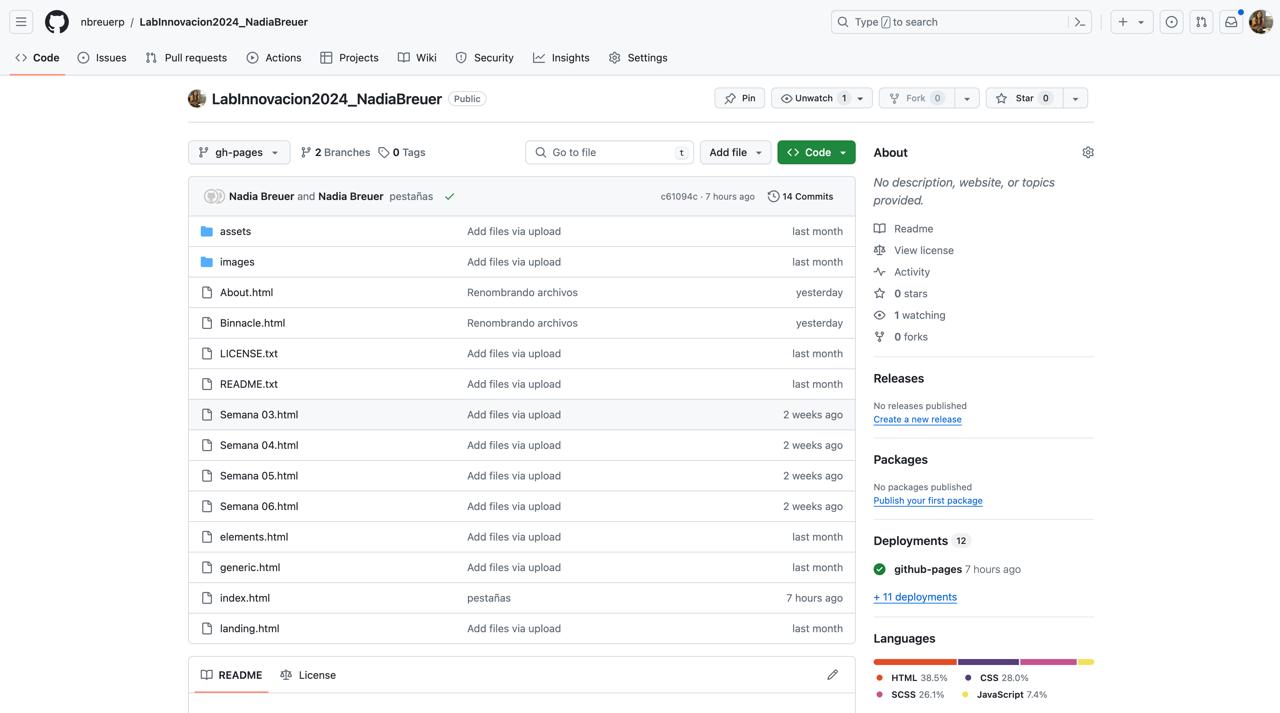 nbreuerp / LabInnovacion2024_NadiaBreuer
Type / to search
Code Issues Pull requests Actions Projects Wiki Security Insights Settings
LabInnovacion2024_NadiaBreuer Public
Pin Unwatch 1 Fork 0 Star 0
gh-pages 2 Branches 0 Tags Go to file t Add file Code
Nadia Breuer and Nadia Breuer pestañas c61094c · 7 hours ago 14 Commits
assets Add files via upload last month
images Add files via upload last month
About.html Renombrando archivos yesterday
Binnacle.html Renombrando archivos yesterday
LICENSE.txt Add files via upload last month
README.txt Add files via upload last month
Semana 03.html Add files via upload 2 weeks ago
Semana 04.html Add files via upload 2 weeks ago
Semana 05.html Add files via upload 2 weeks ago
Semana 06.html Add files via upload 2 weeks ago
elements.html Add files via upload last month
generic.html Add files via upload last month
index.html pestañas 7 hours ago
landing.html Add files via upload last month
README License
About
No description, website, or topics
provided.
Readme
View license
Activity
0 stars
1 watching
0 forks
Releases
No releases published
Create a new release
Packages
No packages published
Publish your first package
Deployments 12
github-pages 7 hours ago
+ 11 deployments
Languages
HTML 38.5% CSS 28.0%
SCSS 26.1% JavaScript 7.4%